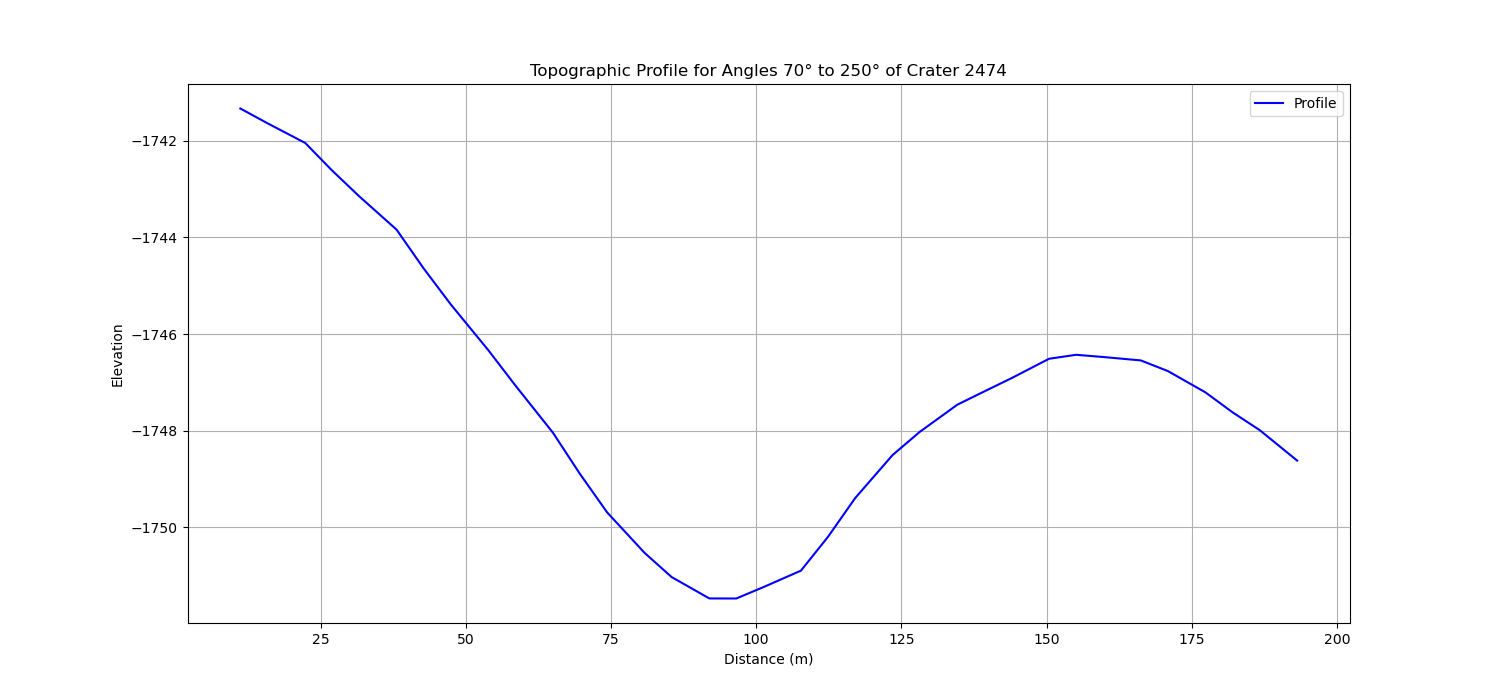 Topographic Profile for Angles 70° to 250° of Crater 2474
Profile
−1742
−1744
−1746
−1748
−1750
Elevation
25 50 75 100 125 150 175 200
Distance (m)